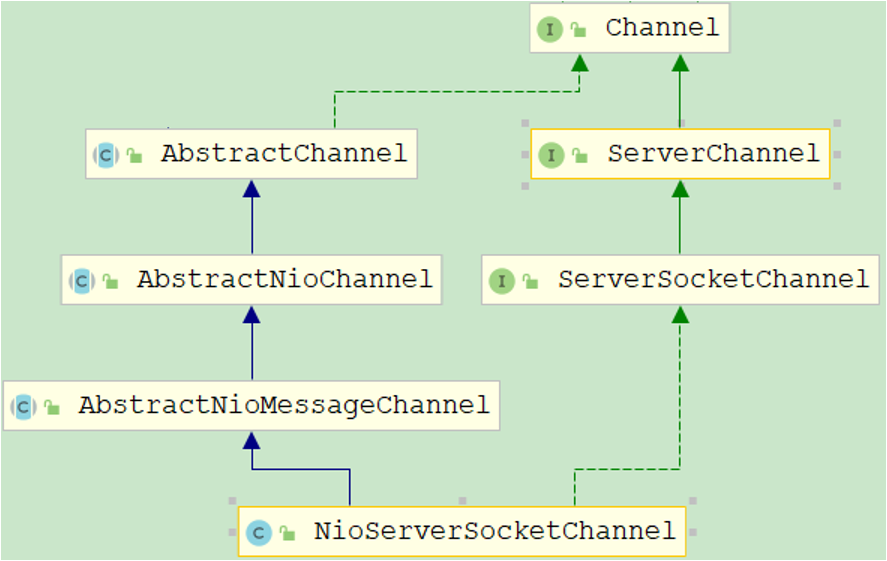 I Channel
C AbstractChannel
I ServerChannel
C AbstractNioChannel
I ServerSocketChannel
C AbstractNioMessageChannel
C NioServerSocketChannel